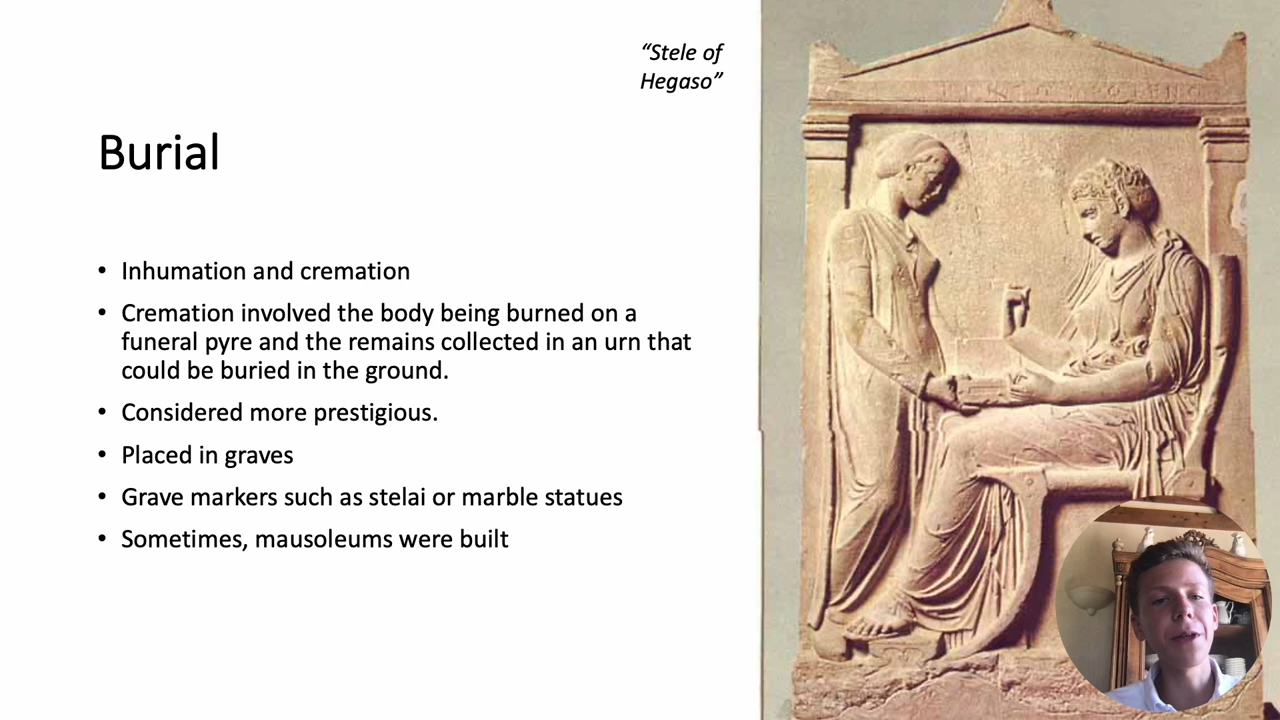 “Stele of
Hegaso”
Burial
• Inhumation and cremation
• Cremation involved the body being burned on a
funeral pyre and the remains collected in an urn that
could be buried in the ground.
• Considered more prestigious.
• Placed in graves
• Grave markers such as stelai or marble statues
• Sometimes, mausoleums were built